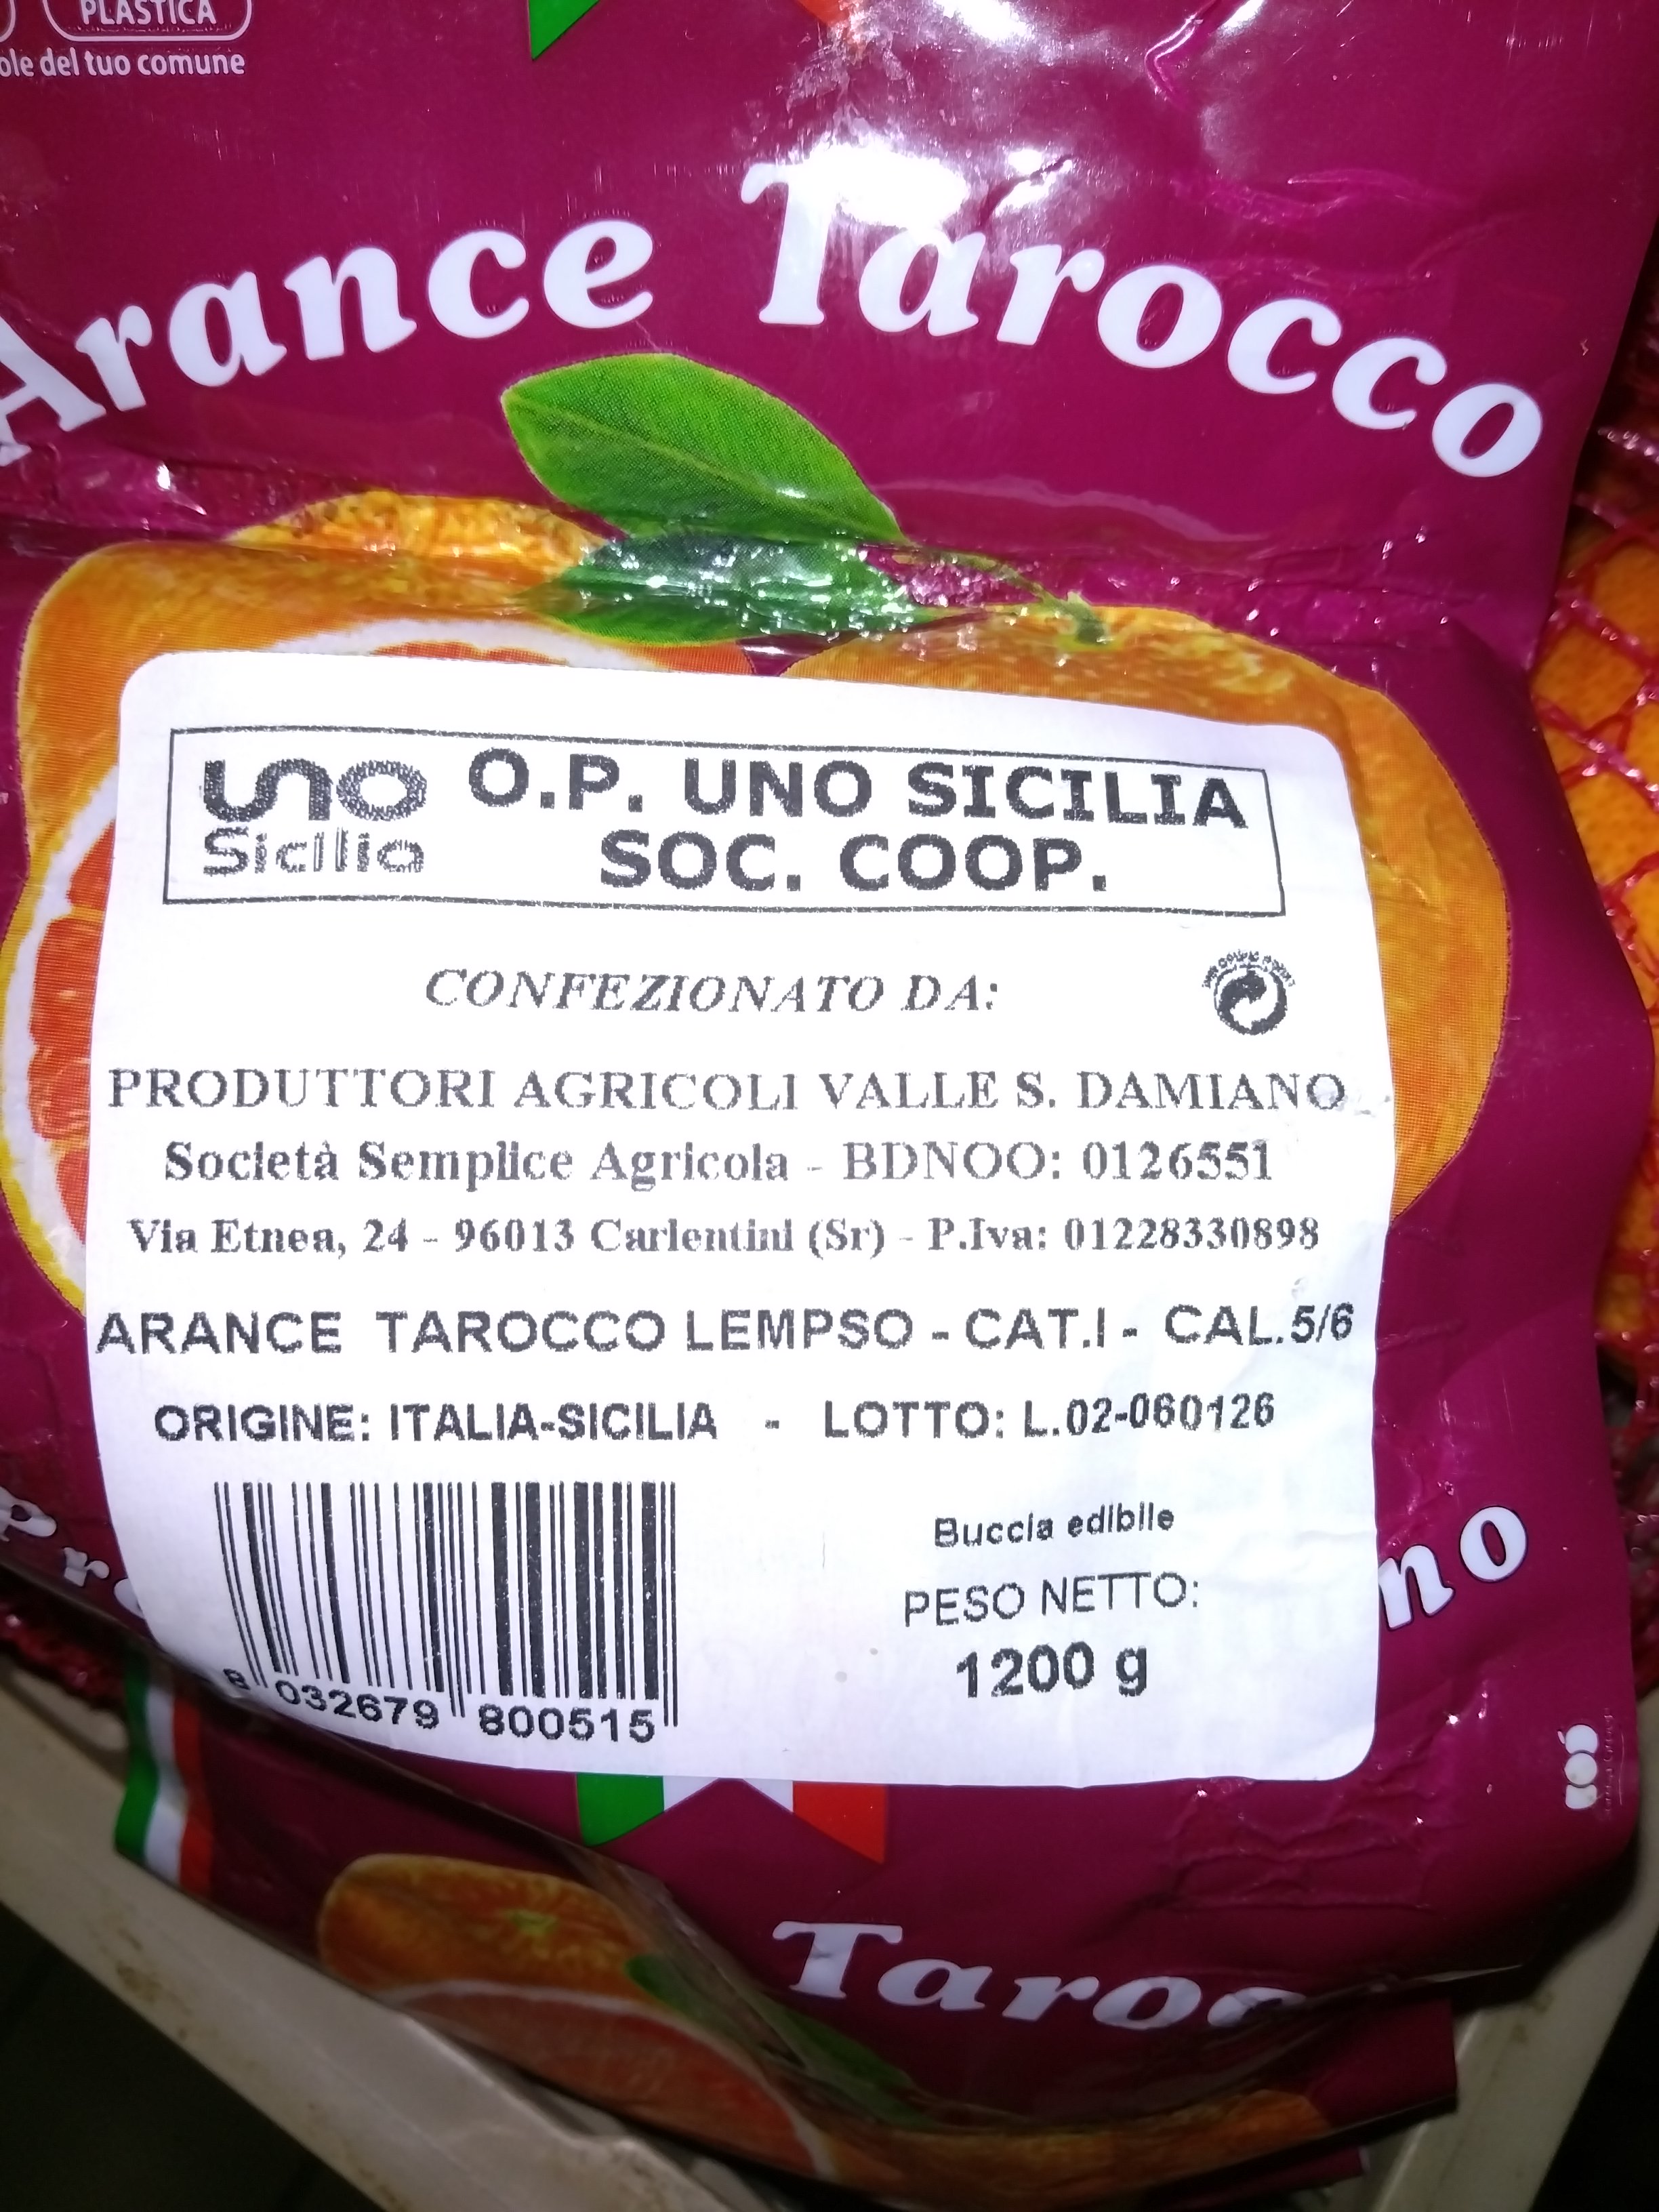 PLASTICA
del tuo comune
Arance Tarocco
uno
Sicilia
O.P. UNO SICILIA
SOC. COOP.
CONFEZIONATO DA:
PRODUTTORI AGRICOLI VALLE S. DAMIANO
Società Semplice Agricola - BDNOO: 0126551
Via Etnea, 24 - 96013 Carlentini (Sr) - P.Iva: 01228330898
ARANCE TAROCCO LEMPSO - CAT.I - CAL.5/6
ORIGINE: ITALIA-SICILIA - LOTTO: L.02-060126
Buccia edibile
PESO NETTO:
1200 g
8 032679 800515